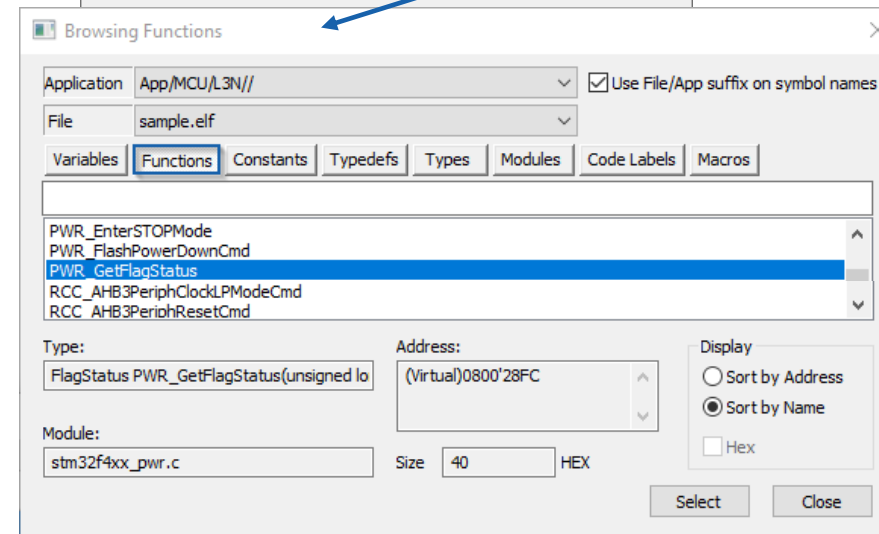 Browsing Functions
Application App/MCU/L3N// Use File/App suffix on symbol names
File sample.elf
Variables Functions Constants Typedefs Types Modules Code Labels Macros
PWR_EnterSTOPMode
PWR_FlashPowerDownCmd
PWR_GetFlagStatus
RCC_AHB3PeriphClockLPModeCmd
RCC_AHB3PeriphResetCmd
Type: Address: Display
FlagStatus PWR_GetFlagStatus(unsigned lo (Virtual)0800'28FC Sort by Address
Sort by Name
Module: Hex
stm32f4xx_pwr.c Size 40 HEX
Select Close